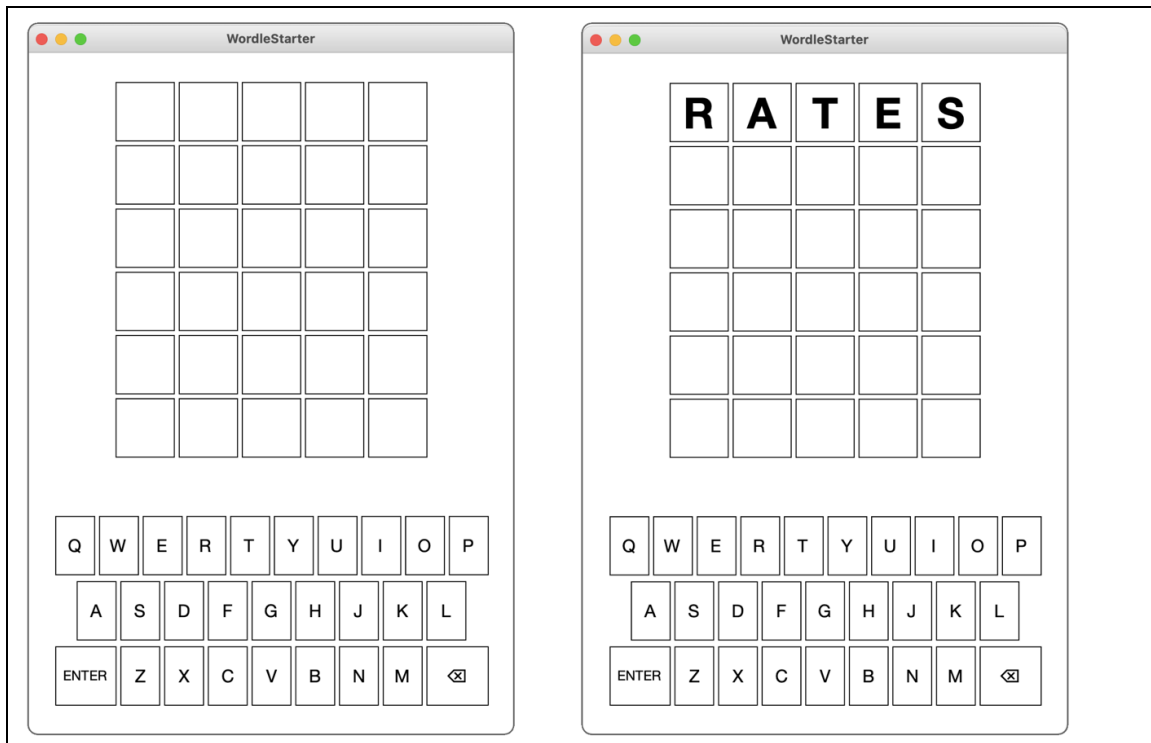 WordleStarter
Q W E R T Y U I O P
A S D F G H J K L
ENTER Z X C V B N M
WordleStarter
R A T E S
Q W E R T Y U I O P
A S D F G H J K L
ENTER Z X C V B N M